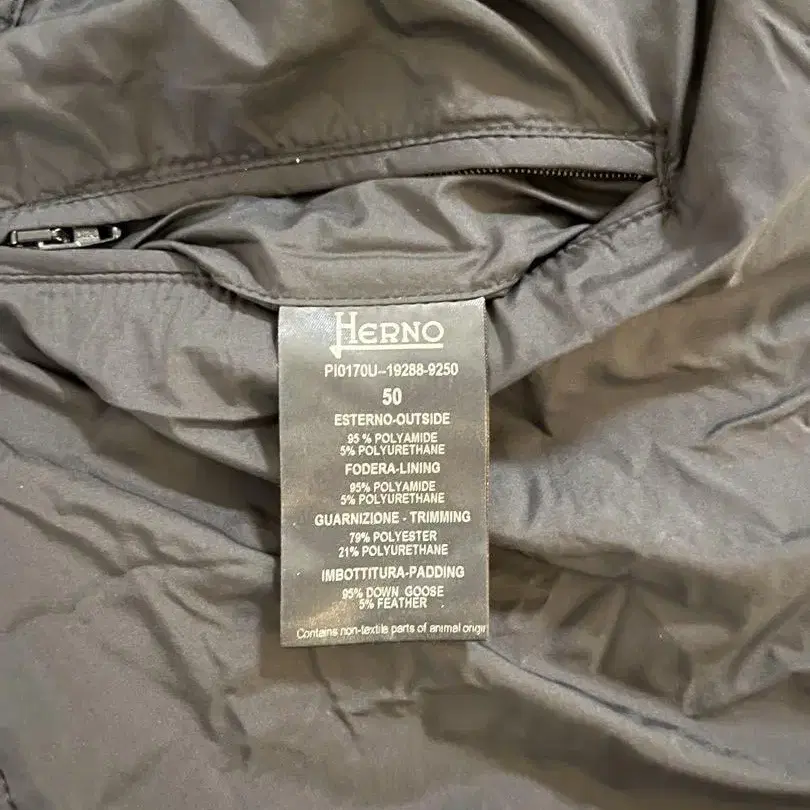 HERNO
PI0170U--19288-9250
50
ESTERNO-OUTSIDE
95 % POLYAMIDE
5% POLYURETHANE
FODERA-LINING
95% POLYAMIDE
5% POLYURETHANE
GUARNIZIONE - TRIMMING
79% POLYESTER
21% POLYURETHANE
IMBOTTITURA-PADDING
95% DOWN GOOSE
5% FEATHER
Contains non-textile parts of animal origin